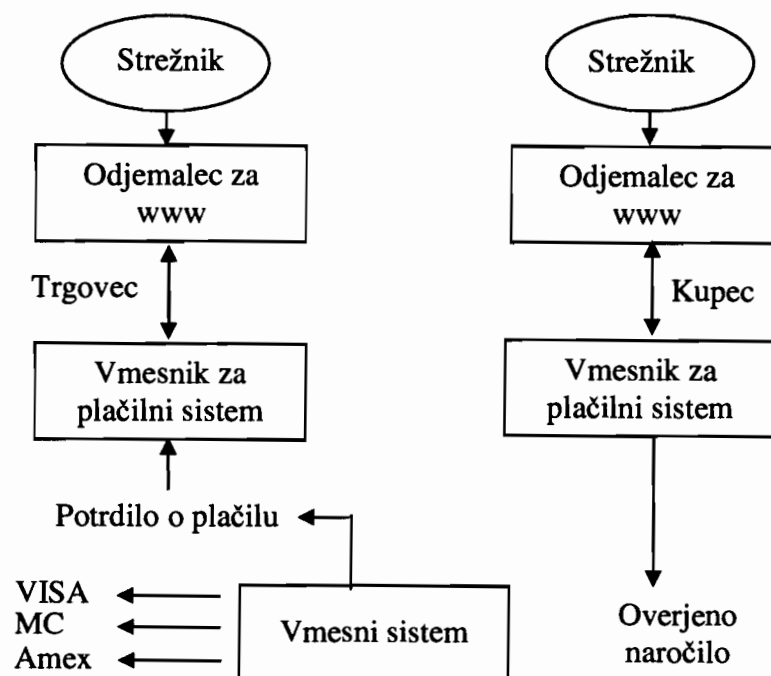 Strežnik
Strežnik
Odjemalec za
www
Odjemalec za
www
Trgovec
Kupec
Vmesnik za
plačilni sistem
Vmesnik za
plačilni sistem
Potrdilo o plačilu
VISA
MC
Amex
Vmesni sistem
Overjeno
naročilo